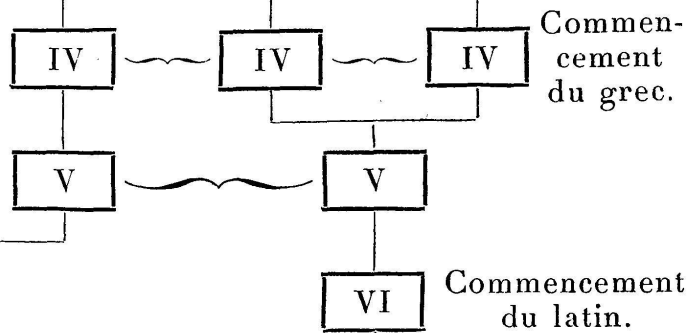 IV IV IV
Commen-
cement
du grec.
V V
VI
Commencement
du latin.